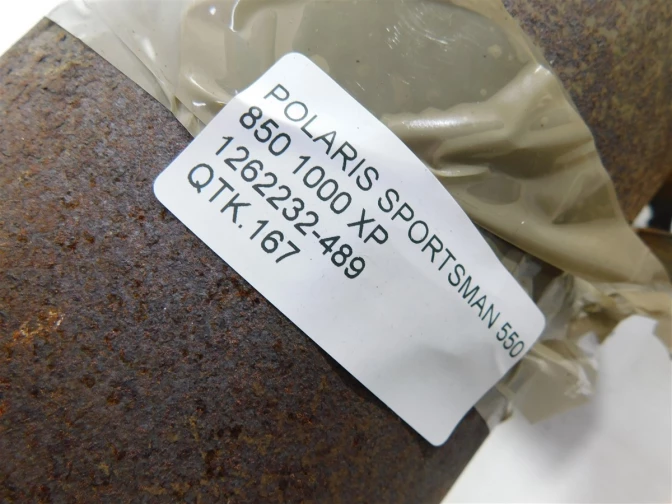 POLARIS SPORTSMAN 550
850 1000 XP
1262232-489
QTK.167